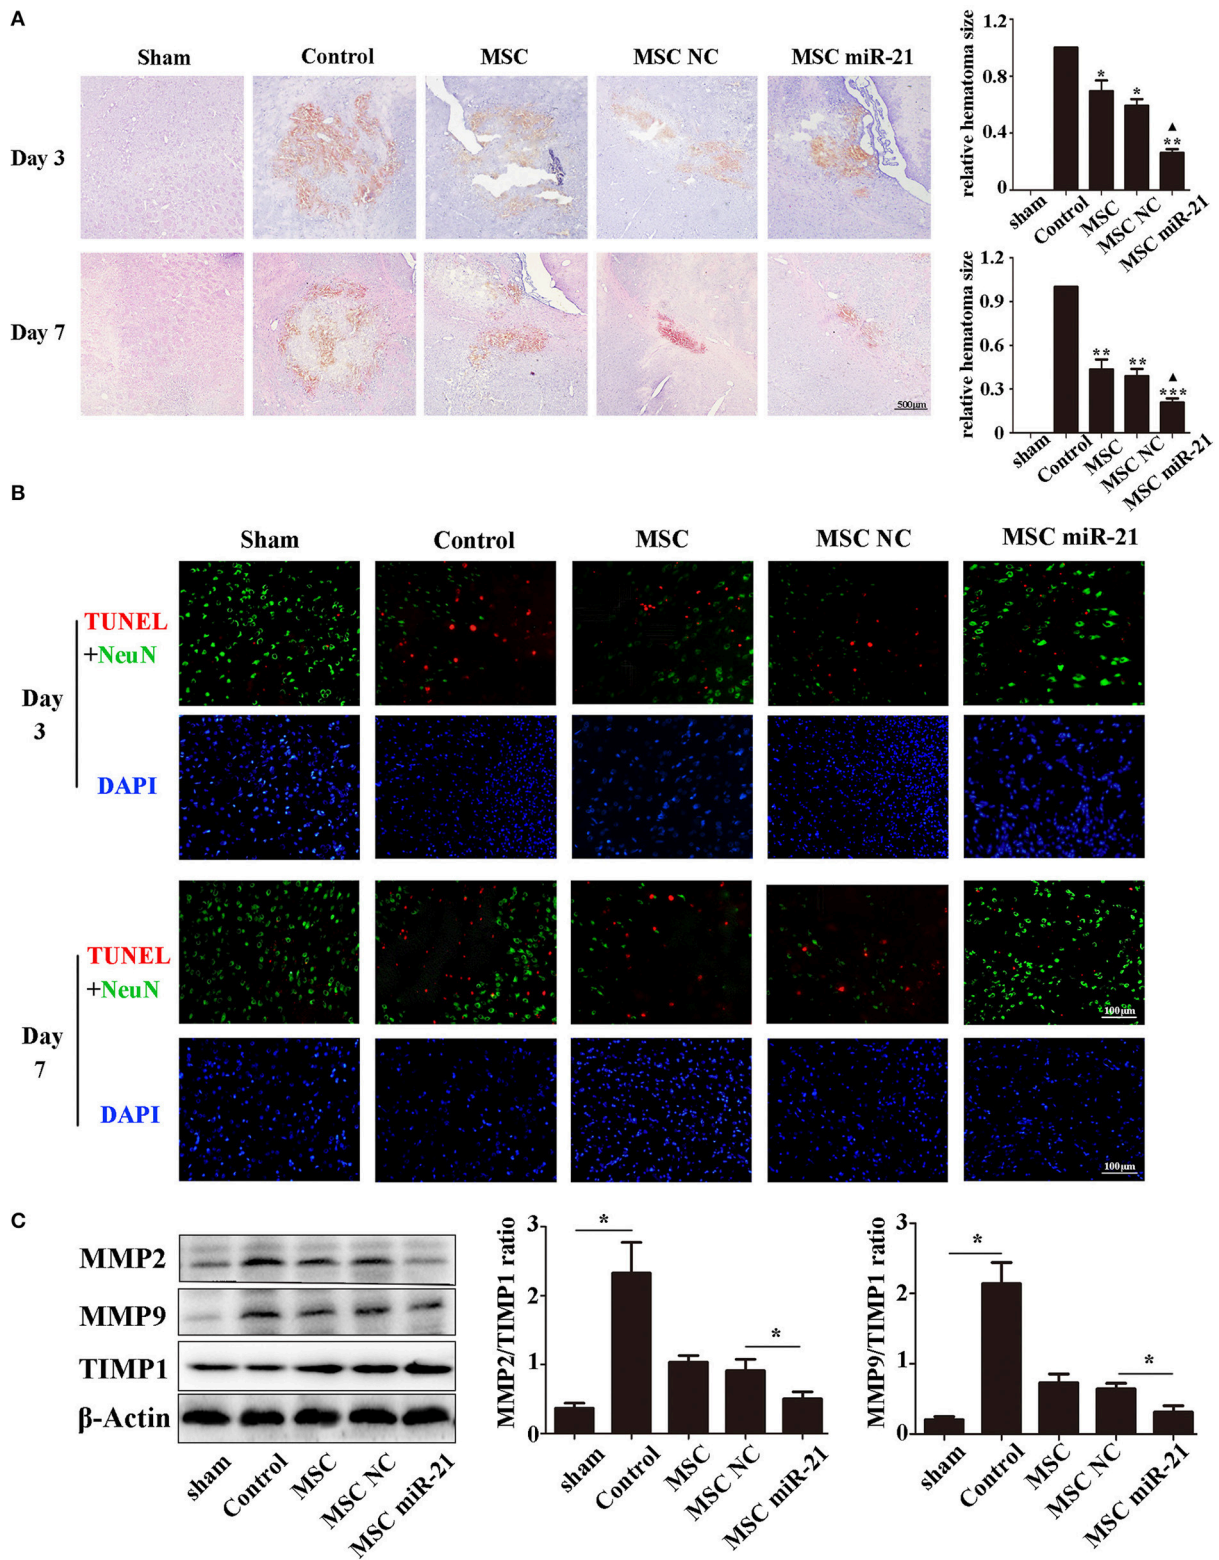 A
Sham Control MSC MSC NC MSC miR-21
Day 3
Day 7
500μm
relative hematoma size
1.2
0.8
0.4
0
*
*
▲
**
sham Control MSC MSC NC MSC miR-21
relative hematoma size
1.2
0.9
0.6
0.3
0
**
**
▲
***
sham Control MSC MSC NC MSC miR-21
B
Sham Control MSC MSC NC MSC miR-21
Day
3
TUNEL
+NeuN
DAPI
Day
7
TUNEL
+NeuN
100μm
DAPI
100μm
C
MMP2
MMP9
TIMP1
β-Actin
sham Control MSC MSC NC MSC miR-21
MMP2/TIMP1 ratio
3
2
1
0
*
*
sham Control MSC MSC NC MSC miR-21
MMP9/TIMP1 ratio
3
2
1
0
*
*
sham Control MSC MSC NC MSC miR-21